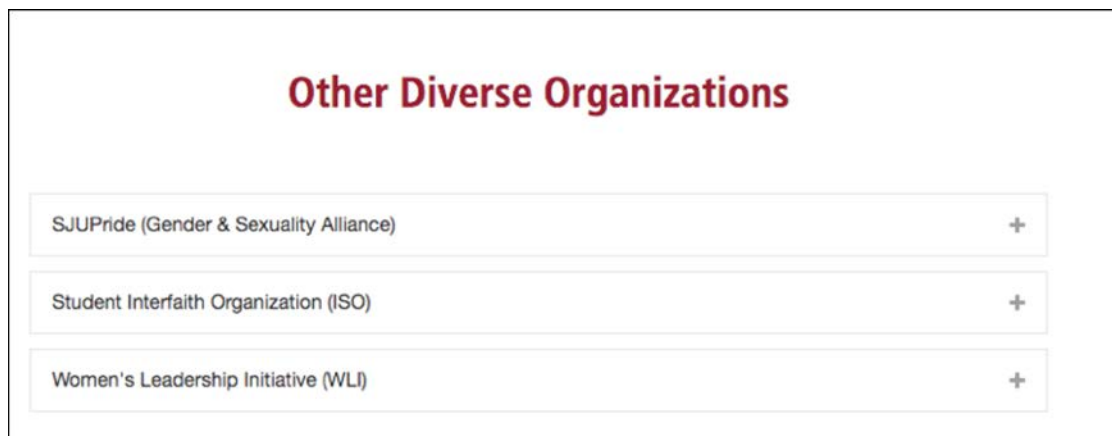 Other Diverse Organizations
SJUPride (Gender & Sexuality Alliance)
Student Interfaith Organization (ISO)
Women's Leadership Initiative (WLI)